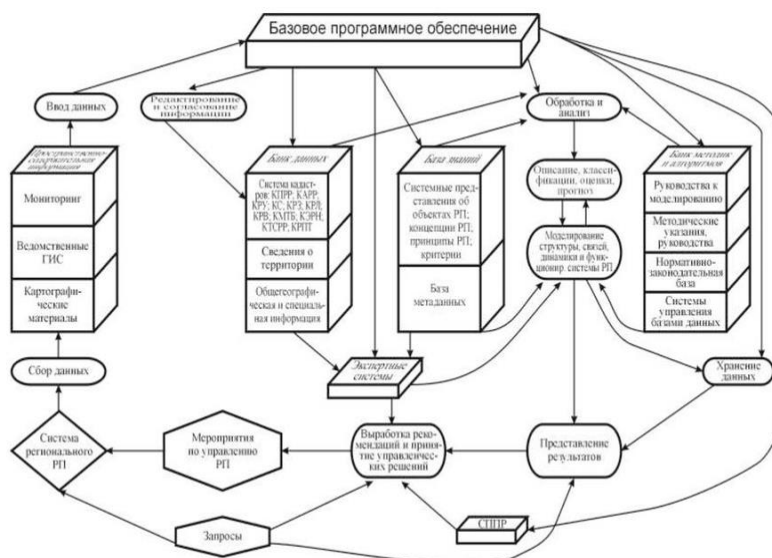 Базовое программное обеспечение
Ввод данных
Редактирование
и согласование
информации
Обработка и
анализ
Пространственно-
содержательная
информация
Мониторинг
Ведомственные
ГИС
Картографи-
ческие
материалы
Банк данных
Система кадаст-
ров: КПРР; КАРР;
КРУ; КС; КРЗ; КРЛ;
КРВ; КМТБ; КЭРН;
КТСРР; КРПТ
Сведения о
территории
Общегеографичес-
кая и специаль-
ная информация
База знаний
Системные пред-
ставления об
объектах РП;
концепции РП;
принципы РП;
критерии
База
метаданных
Описание, класси-
фикации, оценки,
прогноз
Моделирование
структуры, связей,
динамики и функ-
ционир. системы РП
Банк методик
и алгоритмов
Руководства к
моделированию
Методические
указания,
руководства
Нормативно-
законодательная
база
Системы
управления
базами данных
Экспертные
системы
Сбор данных
Хранение
данных
Система
регионального
РП
Мероприятия
по управлению
РП
Выработка реко-
мендаций и приня-
тие управленчес-
ких решений
Представление
результатов
СППР
Запросы